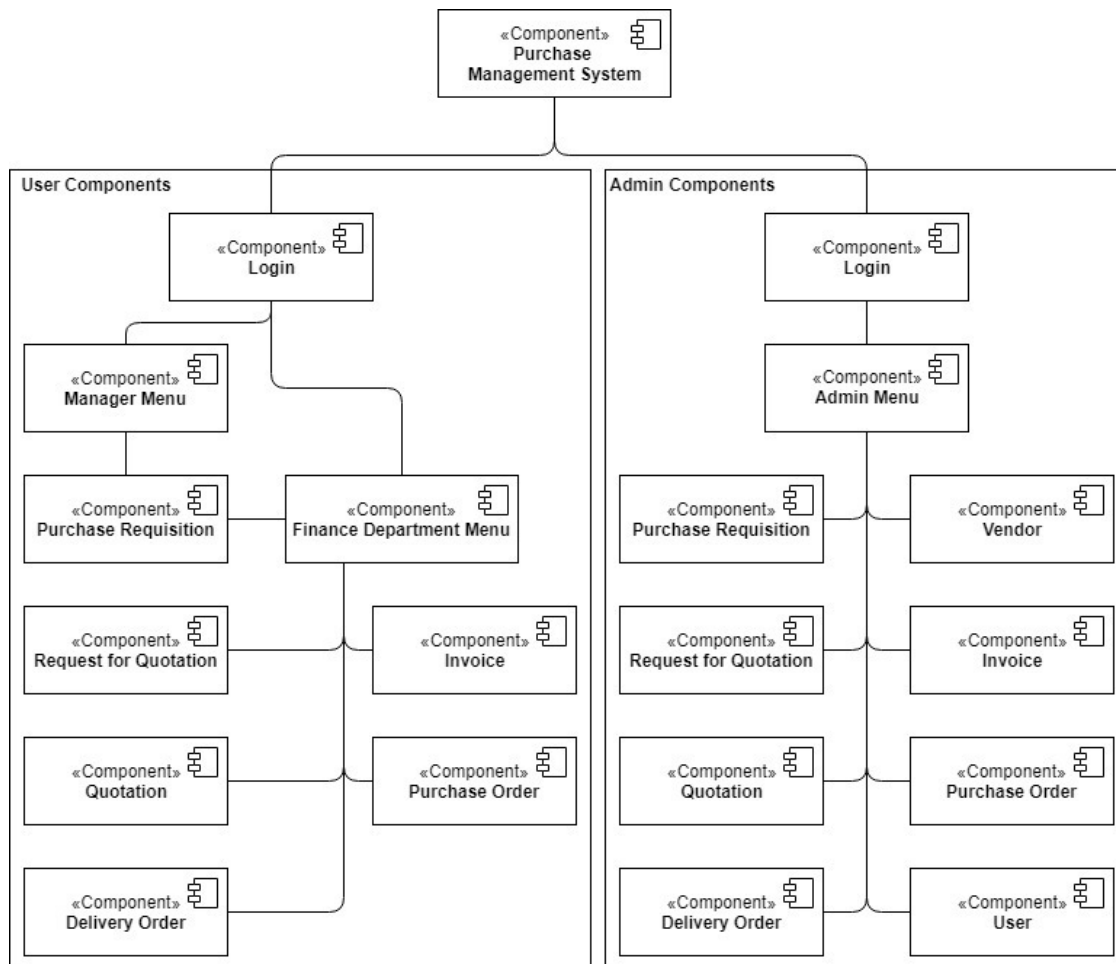 «Component»
Purchase
Management System
User Components
«Component»
Login
«Component»
Manager Menu
«Component»
Purchase Requisition
«Component»
Finance Department Menu
«Component»
Request for Quotation
«Component»
Invoice
«Component»
Quotation
«Component»
Purchase Order
«Component»
Delivery Order
Admin Components
«Component»
Login
«Component»
Admin Menu
«Component»
Purchase Requisition
«Component»
Vendor
«Component»
Request for Quotation
«Component»
Invoice
«Component»
Quotation
«Component»
Purchase Order
«Component»
Delivery Order
«Component»
User